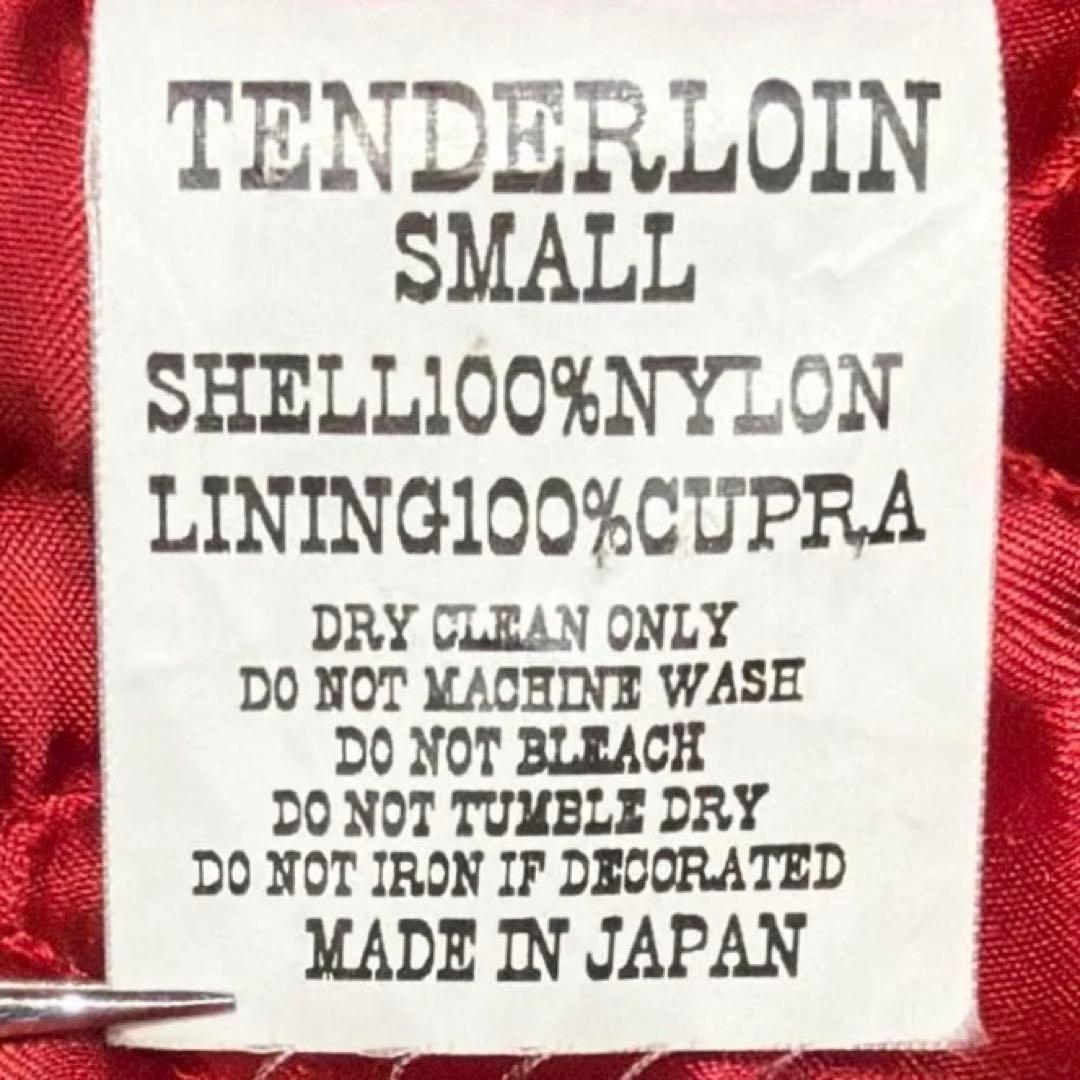 TENDERLOIN
SMALL
SHELL100%NYLON
LINING100%CUPRA
DRY CLEAN ONLY
DO NOT MACHINE WASH
DO NOT BLEACH
DO NOT TUMBLE DRY
DO NOT IRON IF DECORATED
MADE IN JAPAN